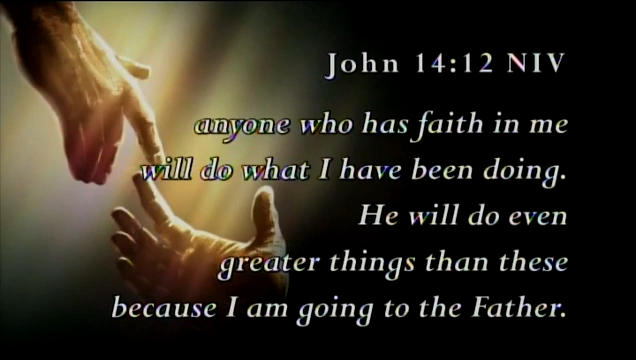 John 14:12 NIV
anyone who has faith in me
will do what I have been doing.
He will do even
greater things than these
because I am going to the Father.